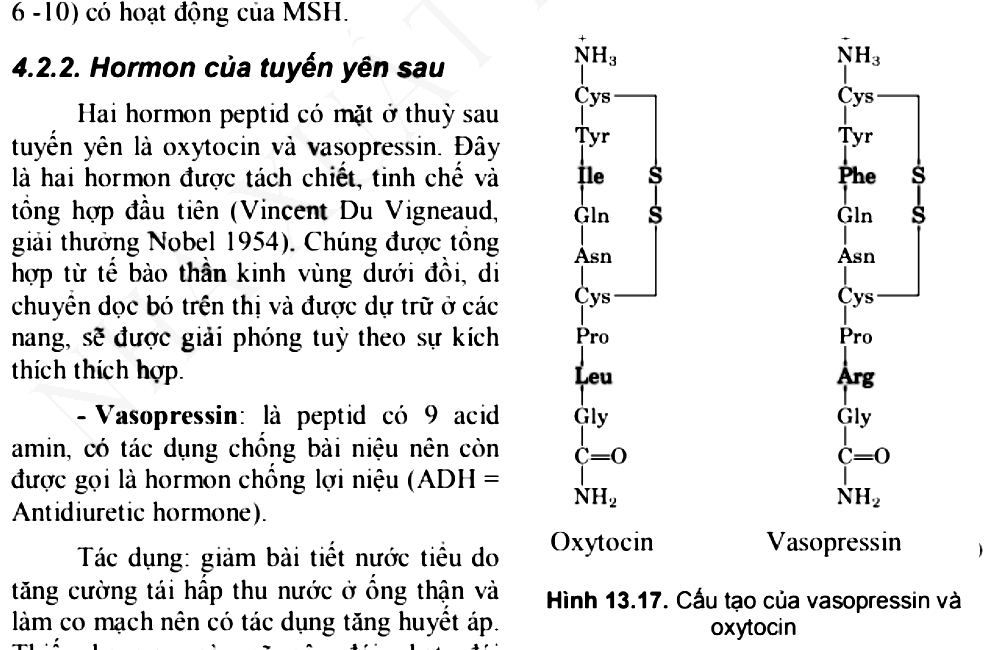 6 -10) có hoạt động của MSH.
4.2.2. Hormon của tuyến yên sau
Hai hormon peptid có mặt ở thuỳ sau
tuyến yên là oxytocin và vasopressin. Đây
là hai hormon được tách chiết, tinh chế và
tổng hợp đầu tiên (Vincent Du Vigneaud,
giải thưởng Nobel 1954). Chúng được tổng
hợp từ tế bào thần kinh vùng dưới đồi, di
chuyển dọc bó trên thị và được dự trữ ở các
nang, sẽ được giải phóng tuỳ theo sự kích
thích thích hợp.
- Vasopressin: là peptid có 9 acid
amin, có tác dụng chống bài niệu nên còn
được gọi là hormon chống lợi niệu (ADH =
Antidiuretic hormone).
Tác dụng: giảm bài tiết nước tiểu do
tăng cường tái hấp thu nước ở ống thận và
làm co mạch nên có tác dụng tăng huyết áp.
+
NH3
Cys
Tyr
Ile S
Gln S
Asn
Cys
Pro
Leu
Gly
C=O
NH2
Oxytocin
NH3
Cys
Tyr
Phe S
Gln S
Asn
Cys
Pro
Arg
Gly
C=O
NH2
Vasopressin
)
Hình 13.17. Cấu tạo của vasopressin và
oxytocin